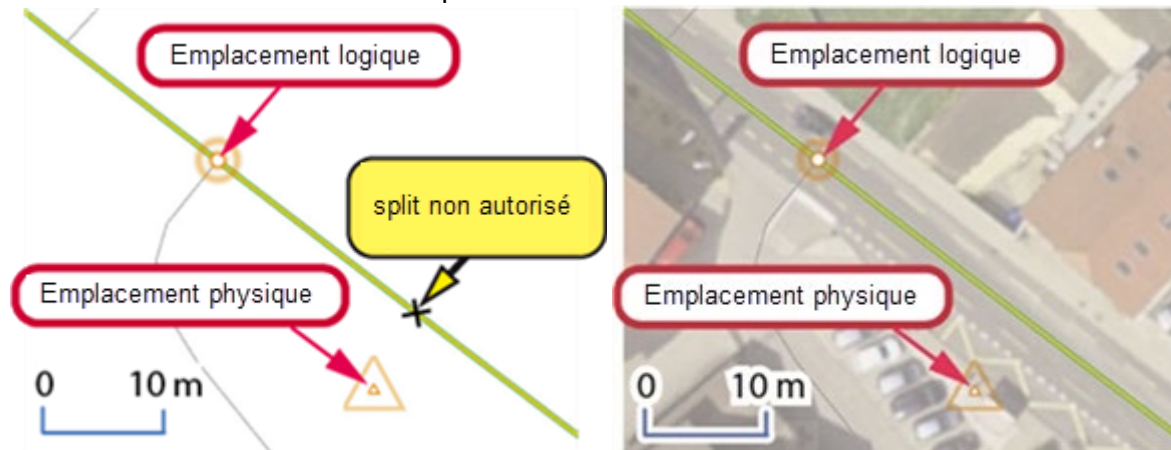 Emplacement logique
split non autorisé
Emplacement physique
0 10 m
Emplacement logique
Emplacement physique
0 10 m